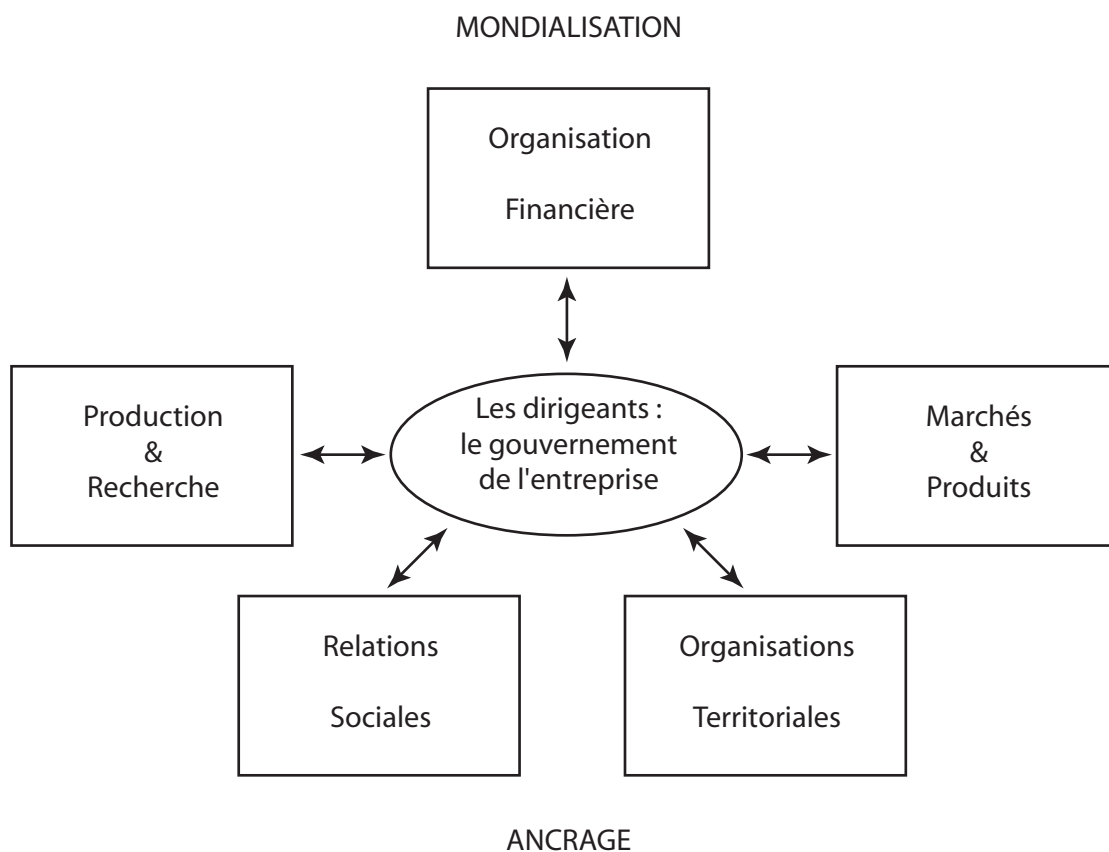 MONDIALISATION
Organisation
Financière
Production
&
Recherche
Les dirigeants :
le gouvernement
de l'entreprise
Marchés
&
Produits
Relations
Sociales
Organisations
Territoriales
ANCRAGE